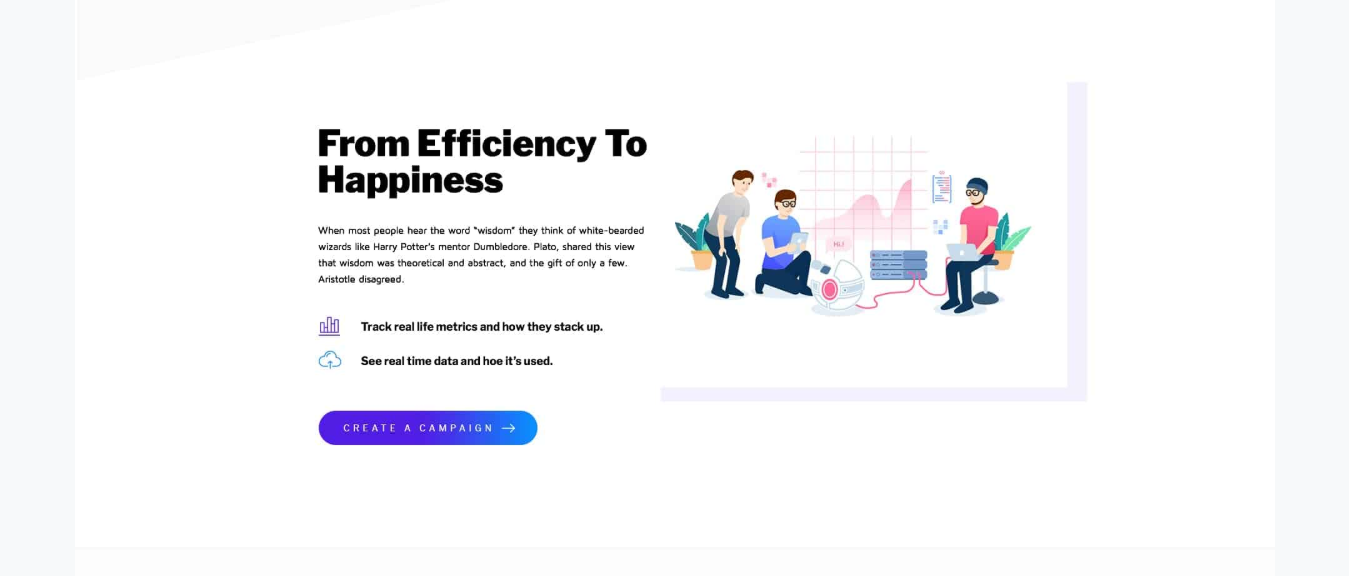 From Efficiency To
Happiness
When most people hear the word "wisdom" they think of white-bearded
wizards like Harry Potter's mentor Dumbledore. Plato, shared this view
that wisdom was theoretical and abstract, and the gift of only a few.
Aristotle disagreed.
HI!
Track real life metrics and how they stack up.
See real time data and hoe it's used.
CREATE A CAMPAIGN